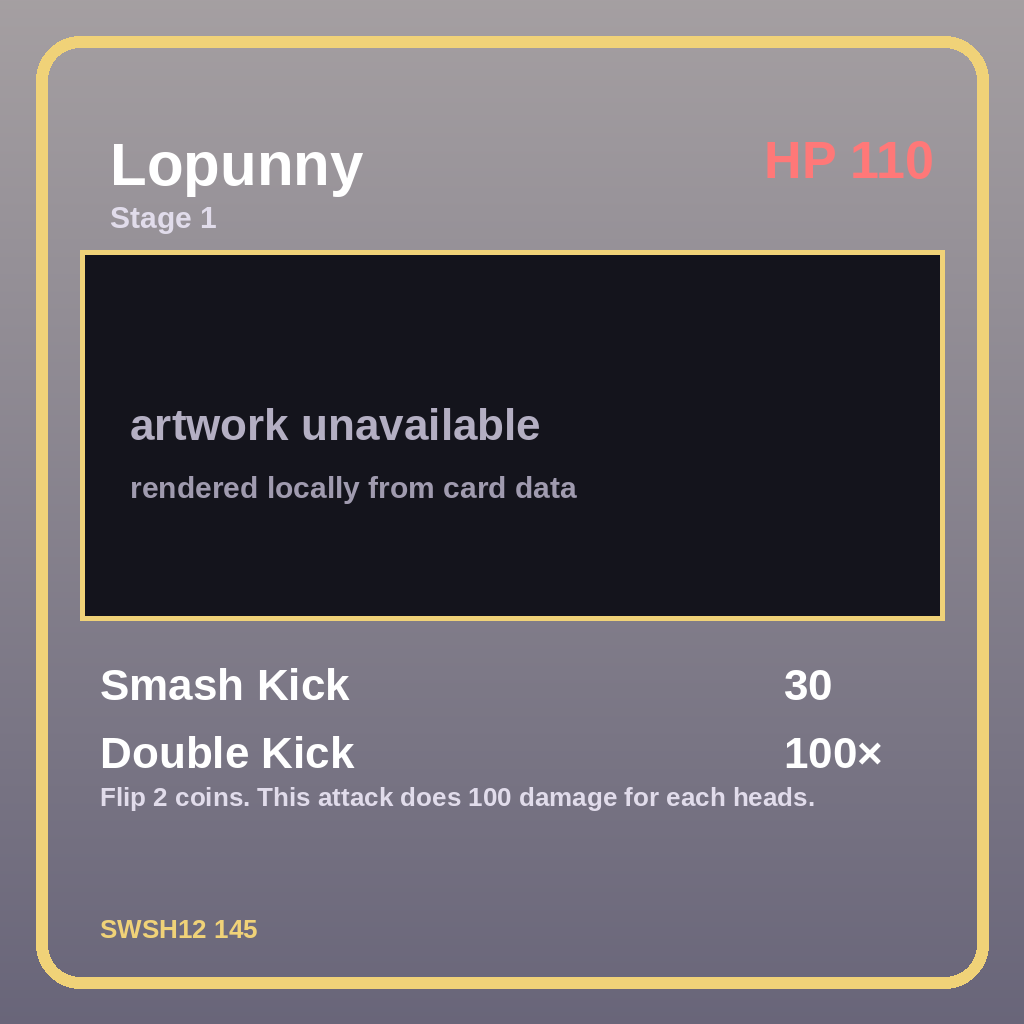 Lopunny
HP 110
Stage 1
artwork unavailable
rendered locally from card data
Smash Kick 30
Double Kick 100×
Flip 2 coins. This attack does 100 damage for each heads.
SWSH12 145